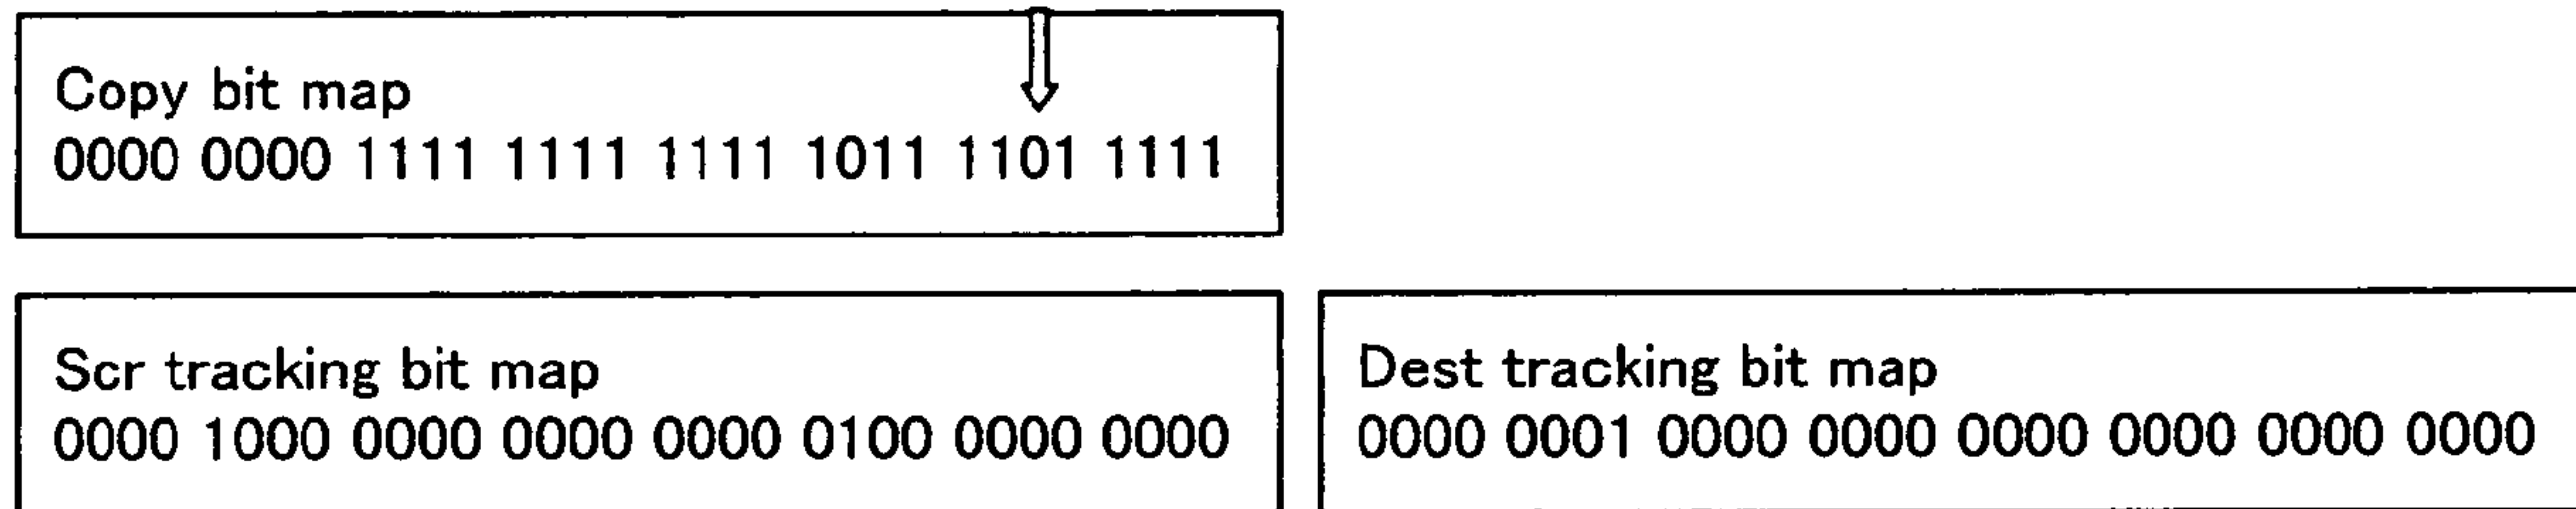 Copy bit map
0000 0000 1111 1111 1111 1011 1101 1111
Scr tracking bit map
0000 1000 0000 0000 0000 0100 0000 0000
Dest tracking bit map
0000 0001 0000 0000 0000 0000 0000 0000